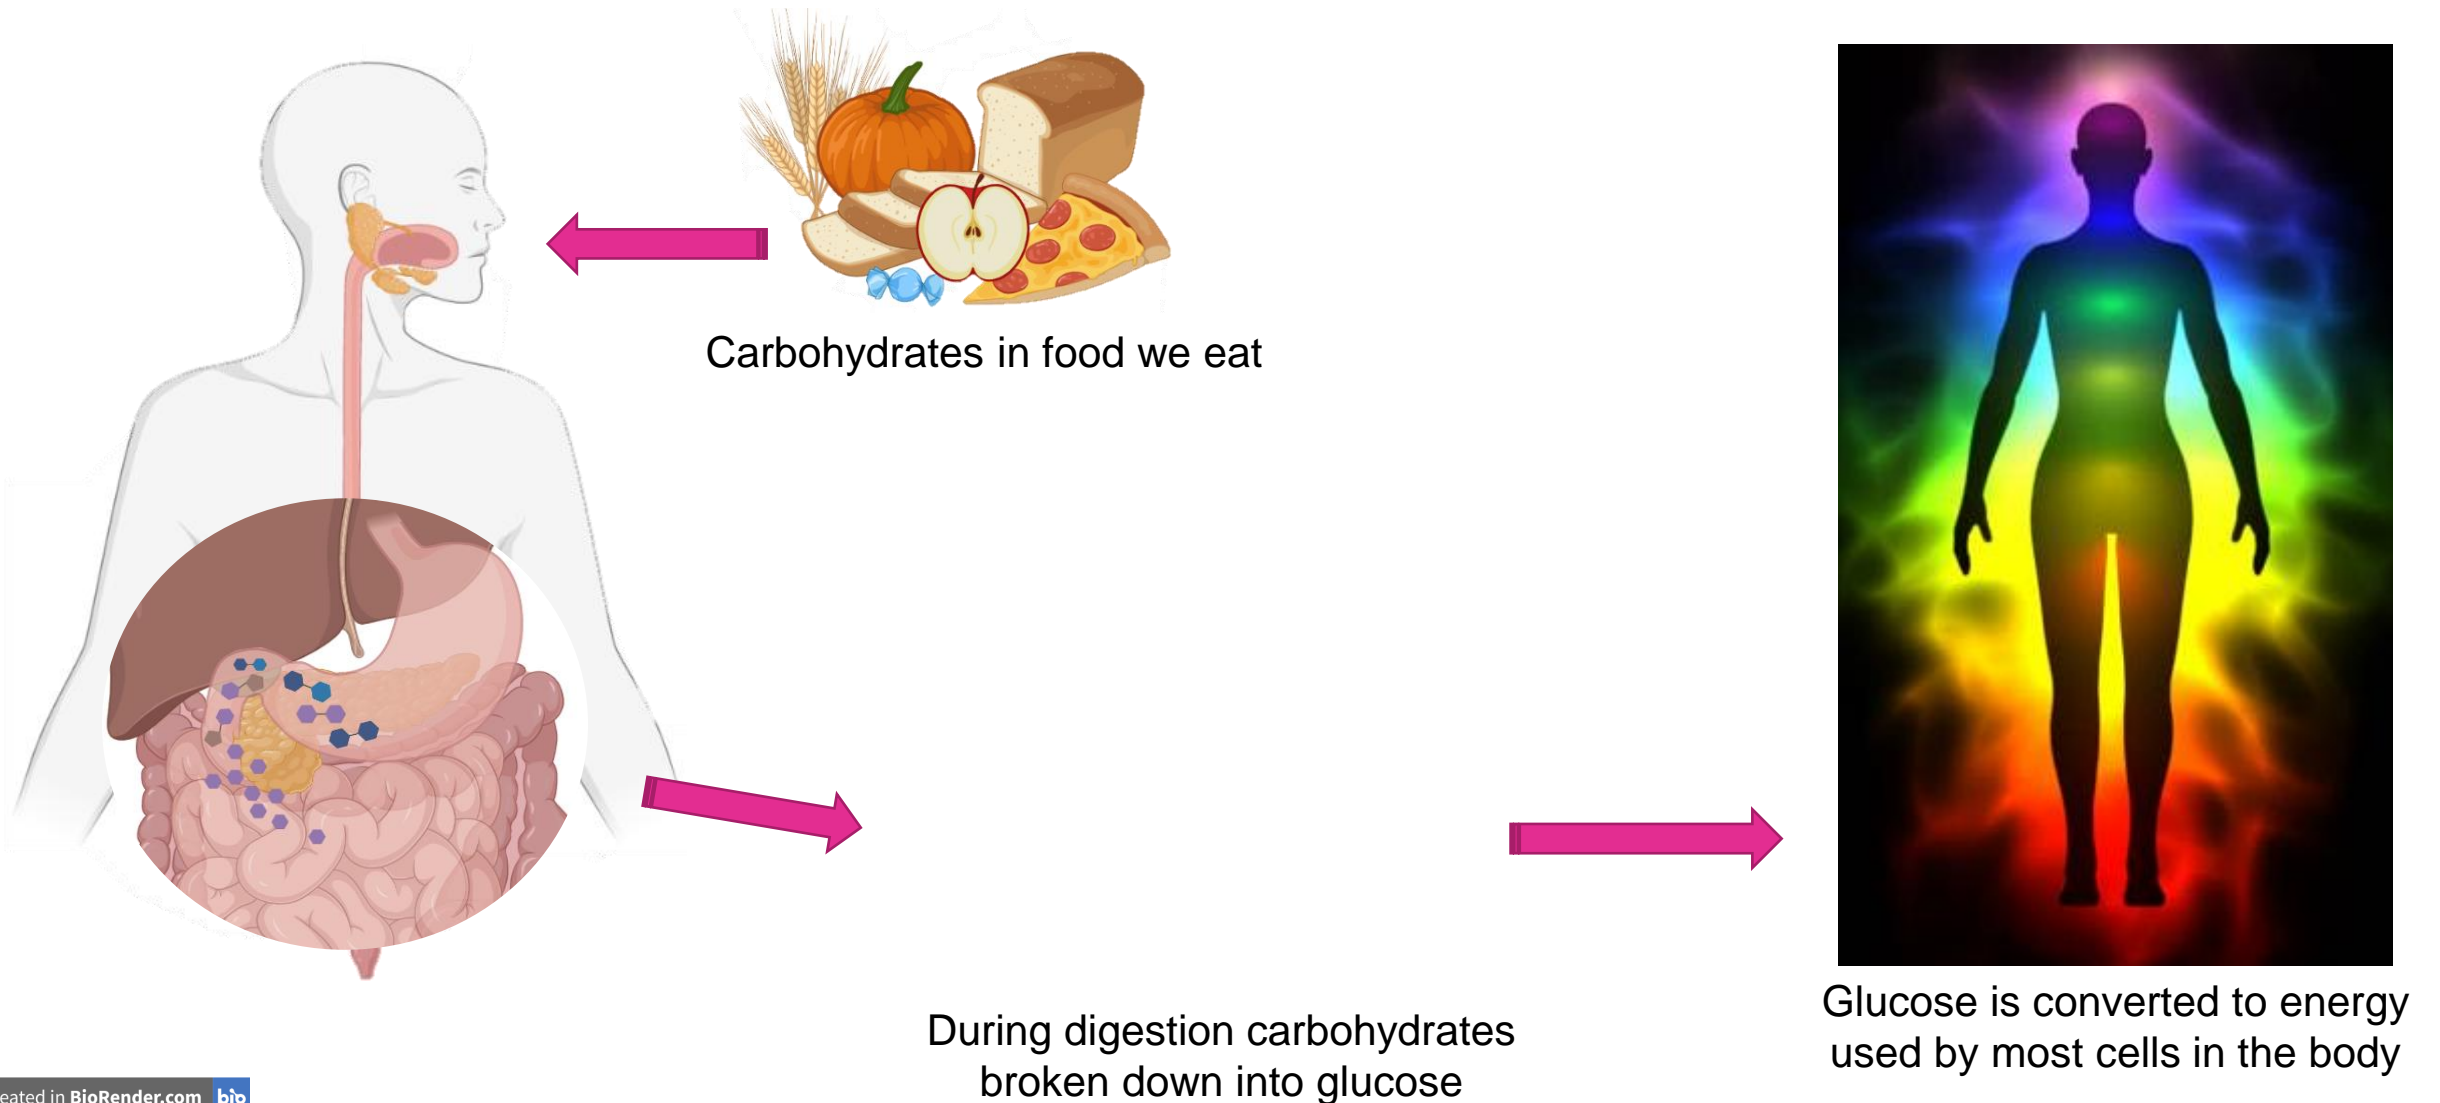 Carbohydrates in food we eat
During digestion carbohydrates
broken down into glucose
Glucose is converted to energy
used by most cells in the body
eated in BioRender.com bio